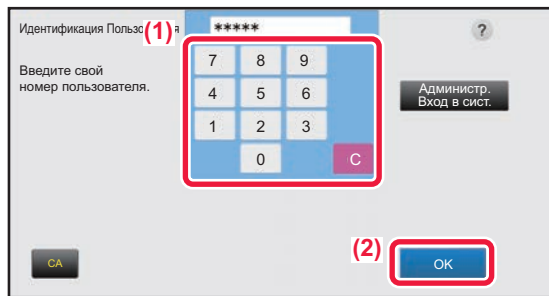 Идентификация Пользователя
(1)
*****
?
Введите свой
номер пользователя.
7 8 9
4 5 6
1 2 3
0 C
Администр.
Вход в сист.
(2)
CA
OK